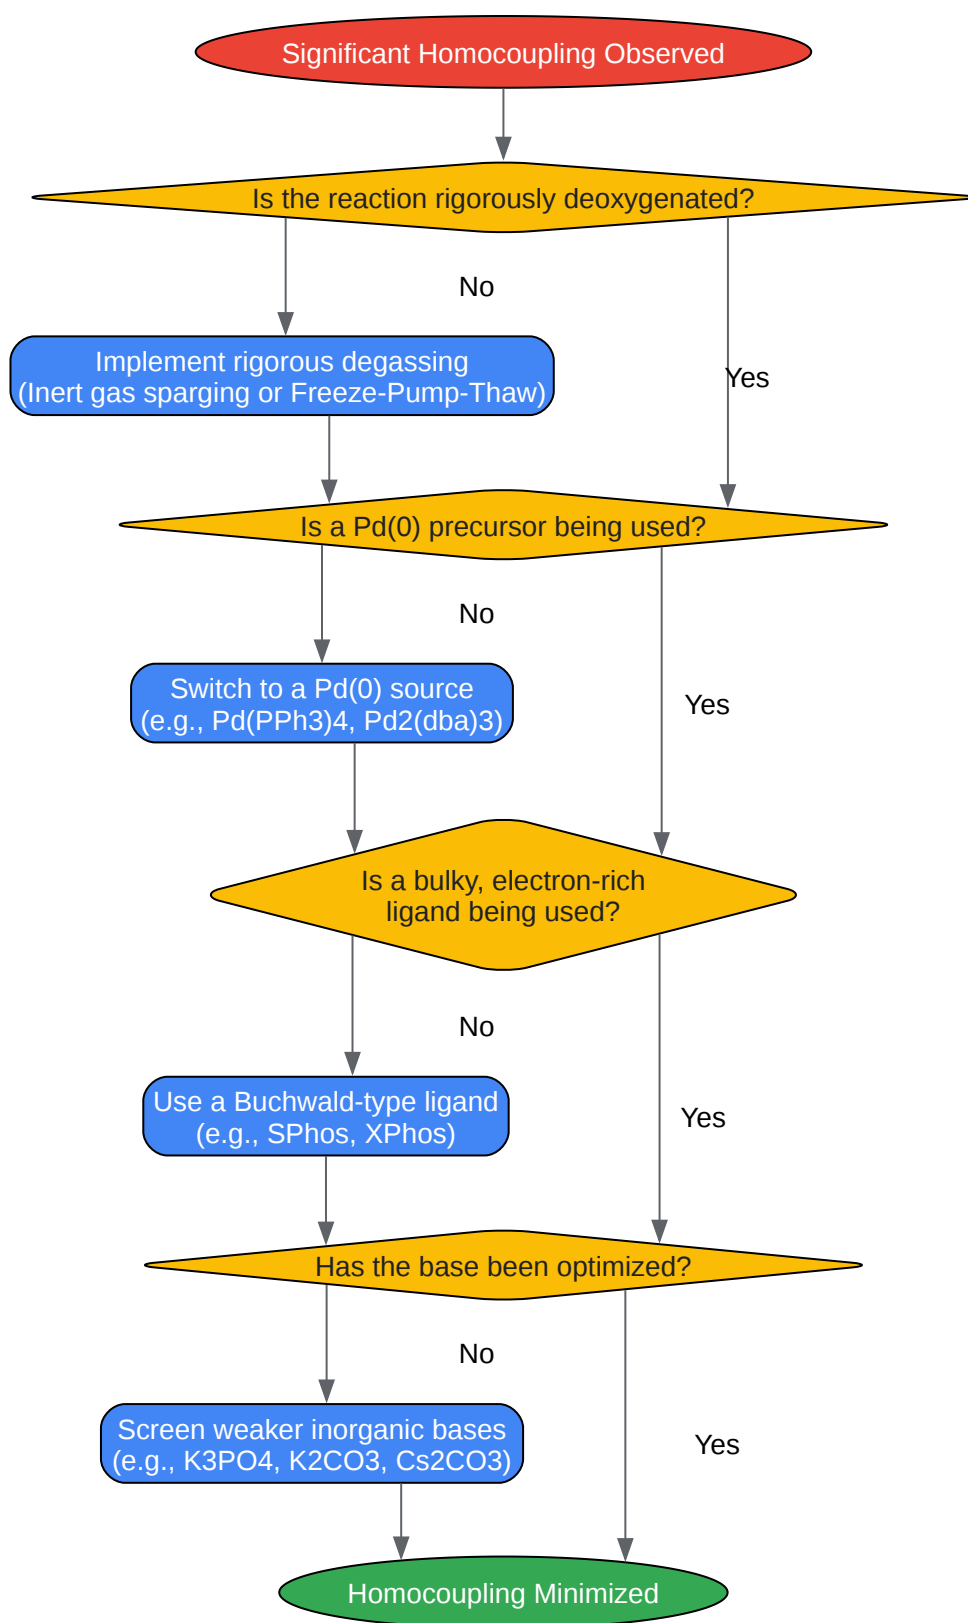 Significant Homocoupling Observed
Is the reaction rigorously deoxygenated?
No
Implement rigorous degassing
(Inert gas sparging or Freeze-Pump-Thaw)
Yes
Is a Pd(0) precursor being used?
No
Switch to a Pd(0) source
(e.g., Pd(PPh3)4, Pd2(dba)3)
Yes
Is a bulky, electron-rich
ligand being used?
No
Use a Buchwald-type ligand
(e.g., SPhos, XPhos)
Yes
Has the base been optimized?
No
Screen weaker inorganic bases
(e.g., K3PO4, K2CO3, Cs2CO3)
Yes
Homocoupling Minimized